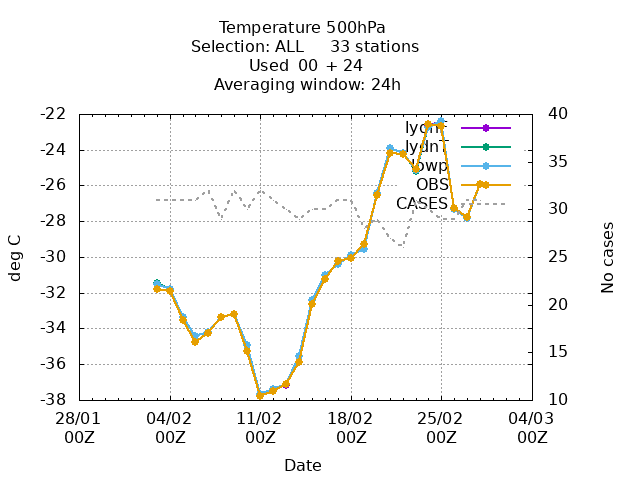 Temperature 500hPa
Selection: ALL 33 stations
Used 00 + 24
Averaging window: 24h
-22
-24
-26
-28
-30
-32
-34
-36
-38
deg C
40
35
30
25
20
15
10
No cases
lowp
OBS
CASES
28/01 04/02 11/02 18/02 25/02 04/03
00Z 00Z 00Z 00Z 00Z 00Z
Date